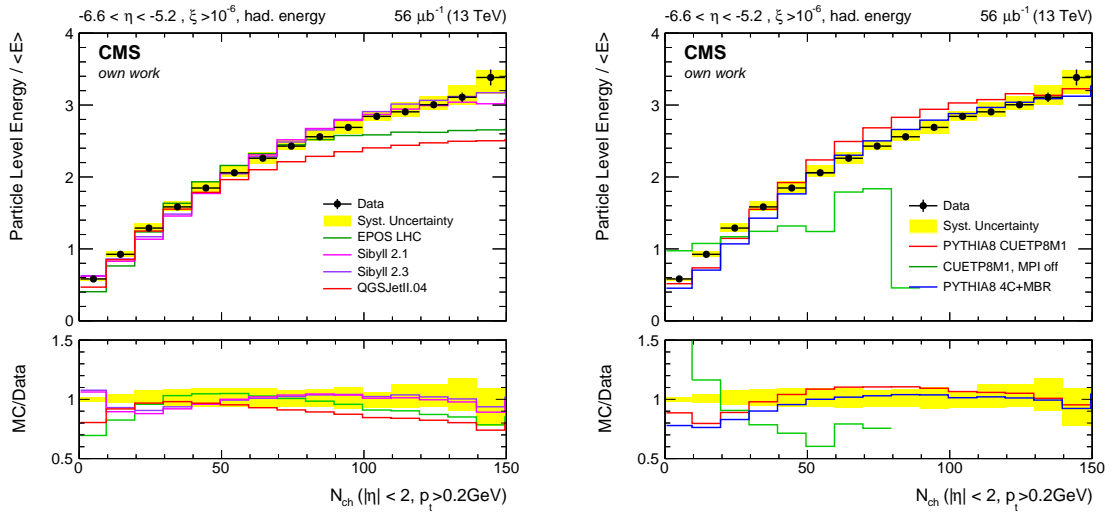 -6.6 < η < -5.2 , ξ >10⁻⁶, had. energy
56 μb⁻¹ (13 TeV)
Particle Level Energy / <E>
4
3
2
1
0
CMS
own work
Data
Syst. Uncertainty
EPOS LHC
Sibyll 2.1
Sibyll 2.3
QGSJetII.04
MC/Data
1.5
1
0.5
0
50
100
150
N_ch (|η| < 2, p_t>0.2GeV)
-6.6 < η < -5.2 , ξ >10⁻⁶, had. energy
56 μb⁻¹ (13 TeV)
Particle Level Energy / <E>
4
3
2
1
0
CMS
own work
Data
Syst. Uncertainty
PYTHIA8 CUETP8M1
CUETP8M1, MPI off
PYTHIA8 4C+MBR
MC/Data
1.5
1
0.5
0
50
100
150
N_ch (|η| < 2, p_t>0.2GeV)